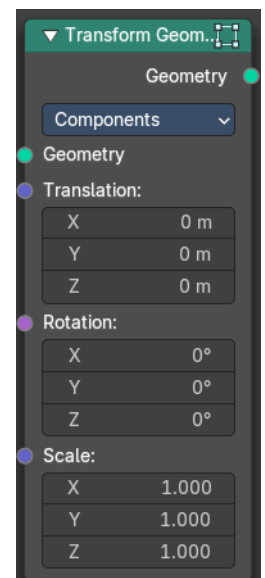 Transform Geom..
Geometry
Components
Geometry
Translation:
X 0 m
Y 0 m
Z 0 m
Rotation:
X 0°
Y 0°
Z 0°
Scale:
X 1.000
Y 1.000
Z 1.000